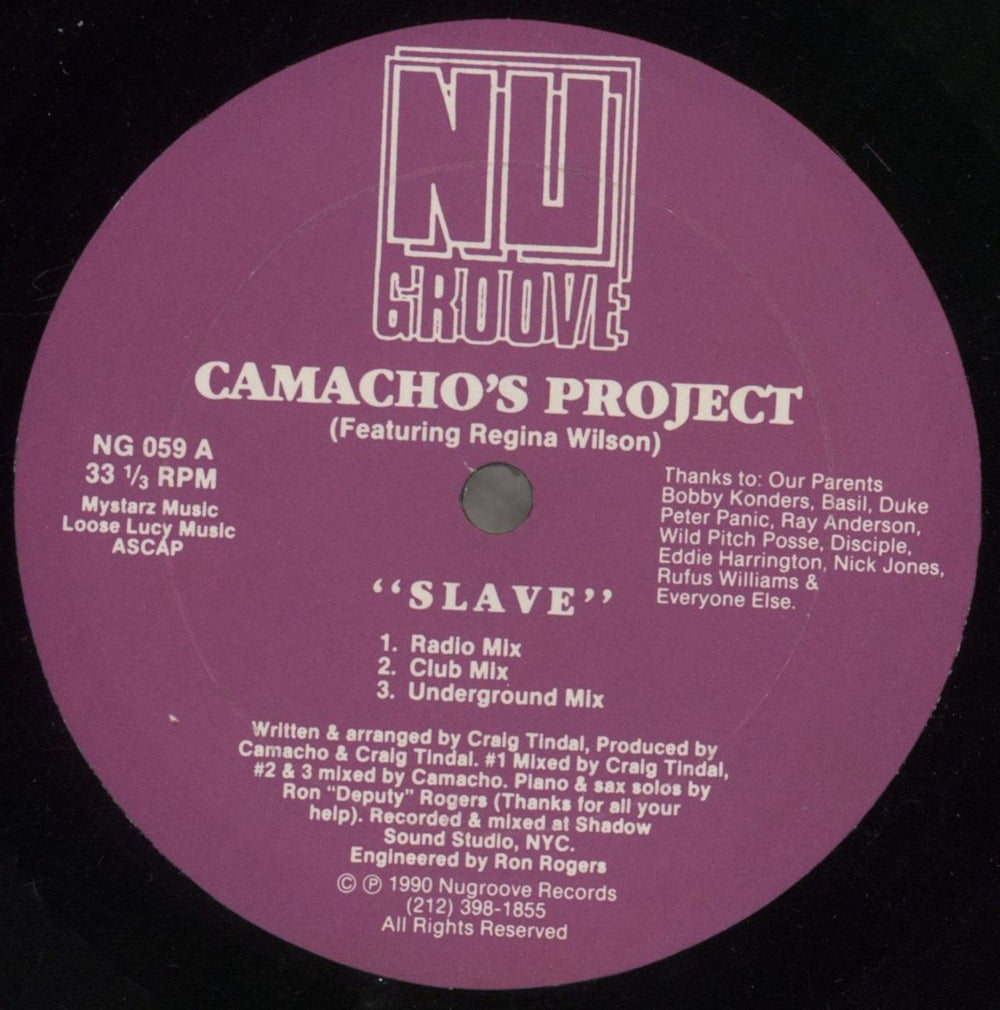 NU
GROOVE
CAMACHO'S PROJECT
(Featuring Regina Wilson)
NG 059 A
33 1/3 RPM
Mystarz Music
Loose Lucy Music
ASCAP
Thanks to: Our Parents
Bobby Konders, Basil, Duke
Peter Panic, Ray Anderson,
Wild Pitch Posse, Disciple,
Eddie Harrington, Nick Jones,
Rufus Williams &
Everyone Else.
“SLAVE”
1. Radio Mix
2. Club Mix
3. Underground Mix
Written & arranged by Craig Tindal, Produced by
Camacho & Craig Tindal. #1 Mixed by Craig Tindal,
#2 & 3 mixed by Camacho. Piano & sax solos by
Ron "Deputy" Rogers (Thanks for all your
help). Recorded & mixed at Shadow
Sound Studio, NYC.
Engineered by Ron Rogers
© ℗ 1990 Nugroove Records
(212) 398-1855
All Rights Reserved